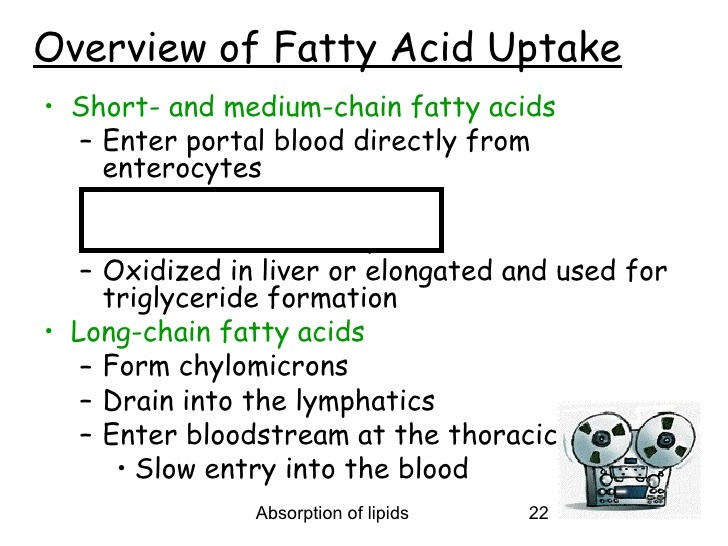 Overview of Fatty Acid Uptake
• Short- and medium-chain fatty acids
– Enter portal blood directly from
enterocytes
– Oxidized in liver or elongated and used for
triglyceride formation
• Long-chain fatty acids
– Form chylomicrons
– Drain into the lymphatics
– Enter bloodstream at the thoracic
• Slow entry into the blood
Absorption of lipids
22